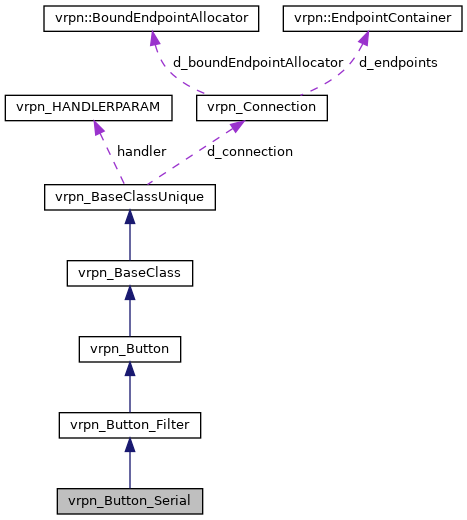 vrpn::BoundEndpointAllocator
vrpn::EndpointContainer
d_boundEndpointAllocator
d_endpoints
vrpn_HANDLERPARAM
vrpn_Connection
handler
d_connection
vrpn_BaseClassUnique
vrpn_BaseClass
vrpn_Button
vrpn_Button_Filter
vrpn_Button_Serial